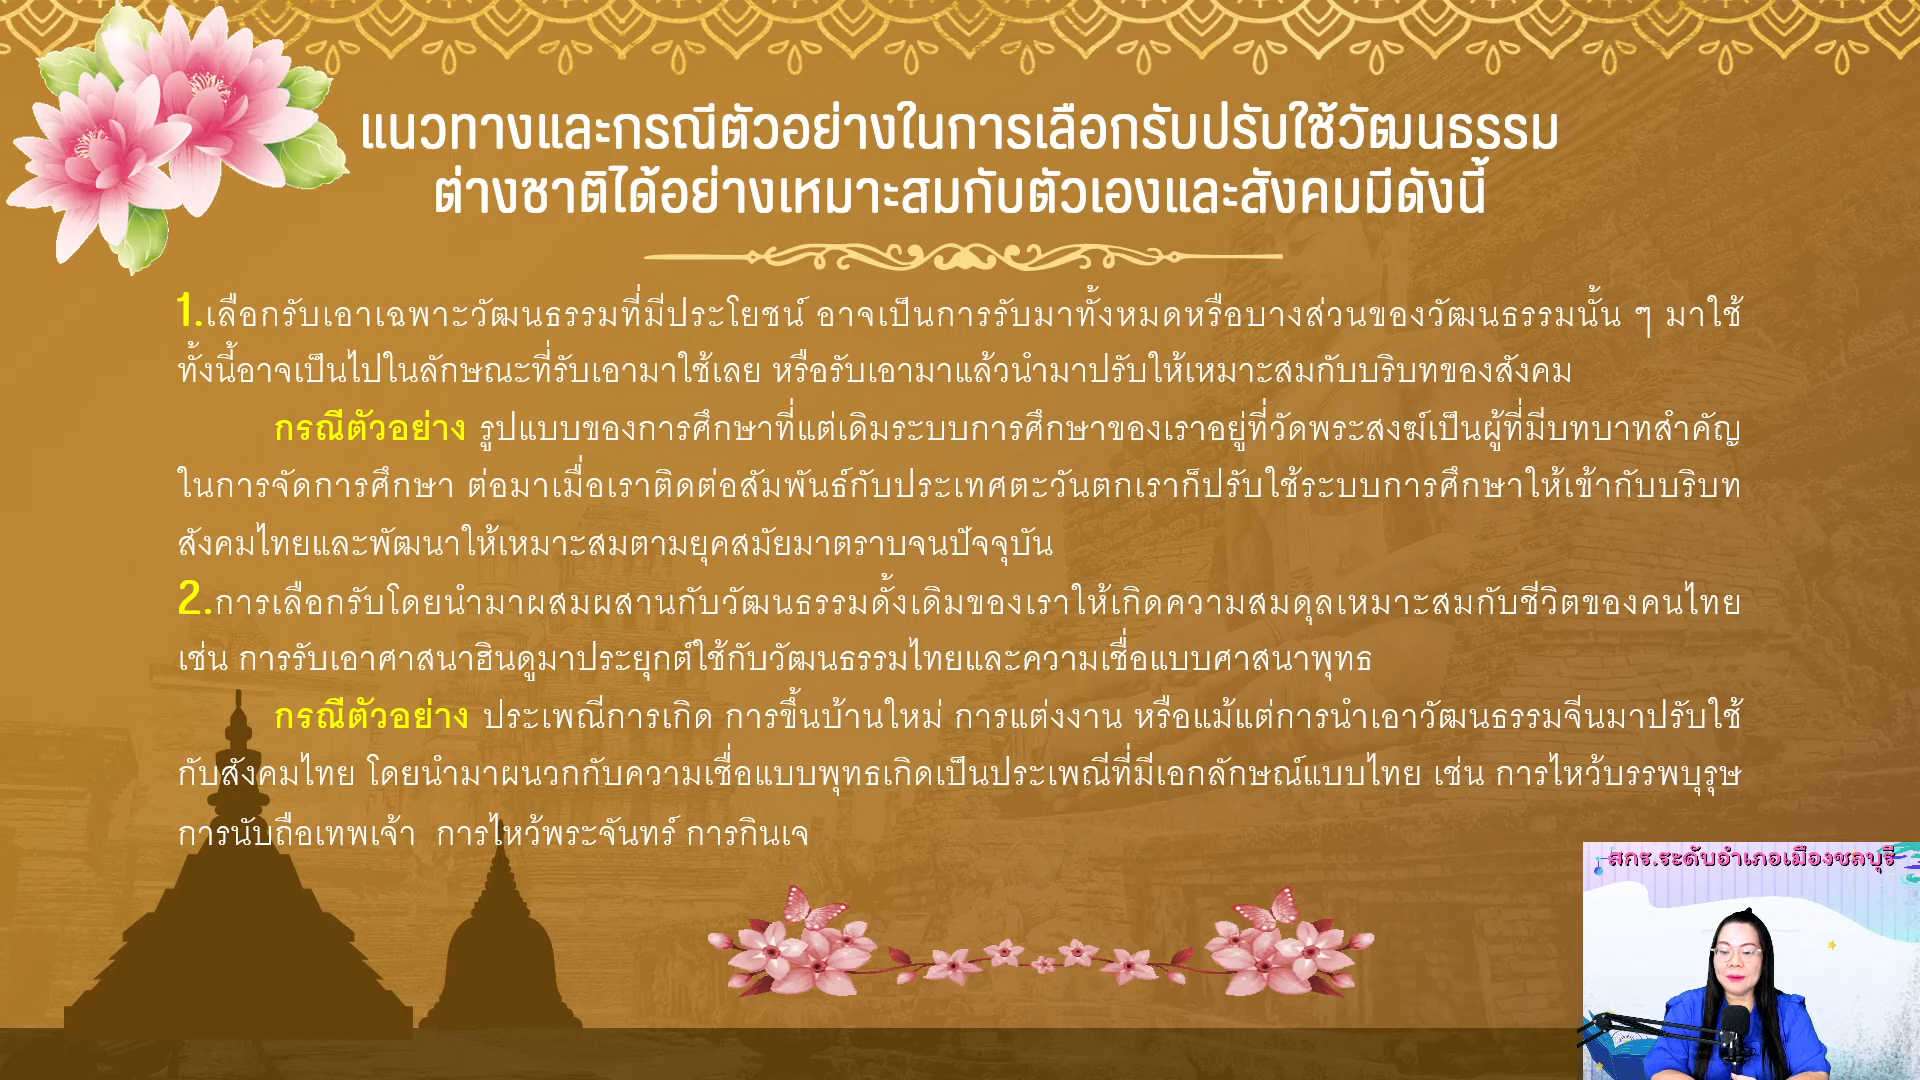 แนวทางและกรณีตัวอย่างในการเลือกรับปรับใช้วัฒนธรรม
ต่างชาติได้อย่างเหมาะสมกับตัวเองและสังคมมีดังนี้
1.เลือกรับเอาเฉพาะวัฒนธรรมที่มีประโยชน์ อาจเป็นการรับมาทั้งหมดหรือบางส่วนของวัฒนธรรมนั้น ๆ มาใช้
ทั้งนี้อาจเป็นไปในลักษณะที่รับเอามาใช้เลย หรือรับเอามาแล้วนำมาปรับให้เหมาะสมกับบริบทของสังคม
กรณีตัวอย่าง รูปแบบของการศึกษาที่แต่เดิมระบบการศึกษาของเราอยู่ที่วัดพระสงฆ์เป็นผู้ที่มีบทบาทสำคัญ
ในการจัดการศึกษา ต่อมาเมื่อเราติดต่อสัมพันธ์กับประเทศตะวันตกเราก็ปรับใช้ระบบการศึกษาให้เข้ากับบริบท
สังคมไทยและพัฒนาให้เหมาะสมตามยุคสมัยมาตราบจนปัจจุบัน
2.การเลือกรับโดยนำมาผสมผสานกับวัฒนธรรมดั้งเดิมของเราให้เกิดความสมดุลเหมาะสมกับชีวิตของคนไทย
เช่น การรับเอาศาสนาฮินดูมาประยุกต์ใช้กับวัฒนธรรมไทยและความเชื่อแบบศาสนาพุทธ
กรณีตัวอย่าง ประเพณีการเกิด การขึ้นบ้านใหม่ การแต่งงาน หรือแม้แต่การนำเอาวัฒนธรรมจีนมาปรับใช้
กับสังคมไทย โดยนำมาผนวกกับความเชื่อแบบพุทธเกิดเป็นประเพณีที่มีเอกลักษณ์แบบไทย เช่น การไหว้บรรพบุรุษ
การนับถือเทพเจ้า การไหว้พระจันทร์ การกินเจ
สกร.ระดับอำเภอเมืองชลบุรี